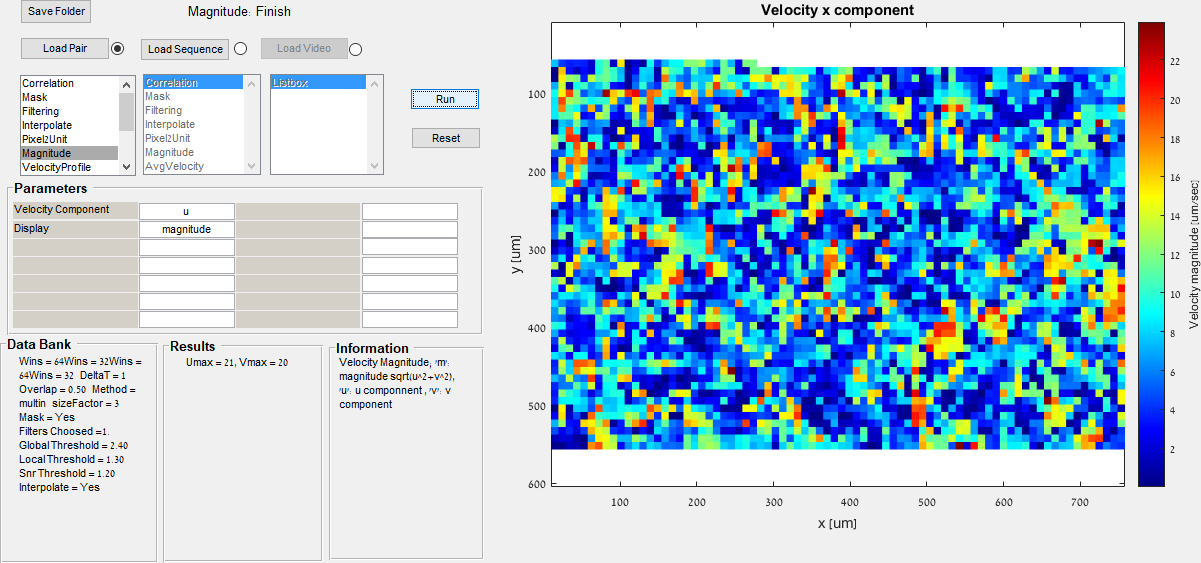 Save Folder
Magnitude: Finish
Load Pair
Load Sequence
Load Video
Correlation
Mask
Filtering
Interpolate
Pixel2Unit
Magnitude
VelocityProfile
Correlation
Mask
Filtering
Interpolate
Pixel2Unit
Magnitude
AvgVelocity
Listbox
Run
Reset
Parameters
Velocity Component
u
Display
magnitude
Data Bank
Wins = 64Wins = 32Wins =
64Wins = 32 DeltaT = 1
Overlap = 0.50 Method =
multin sizeFactor = 3
Mask = Yes
Filters Choosed =1.
Global Threshold = 2.40
Local Threshold = 1.30
Snr Threshold = 1.20
Interpolate = Yes
Results
Umax = 21, Vmax = 20
Information
Velocity Magnitude, 'm':
magnitude sqrt(u^2+v^2),
'u': u componnent , 'v': v
component
Velocity x component
100
200
300
400
500
600
y [um]
100
200
300
400
500
600
700
x [um]
22
20
18
16
14
12
10
8
6
4
2
Velocity magnitude [um/sec]